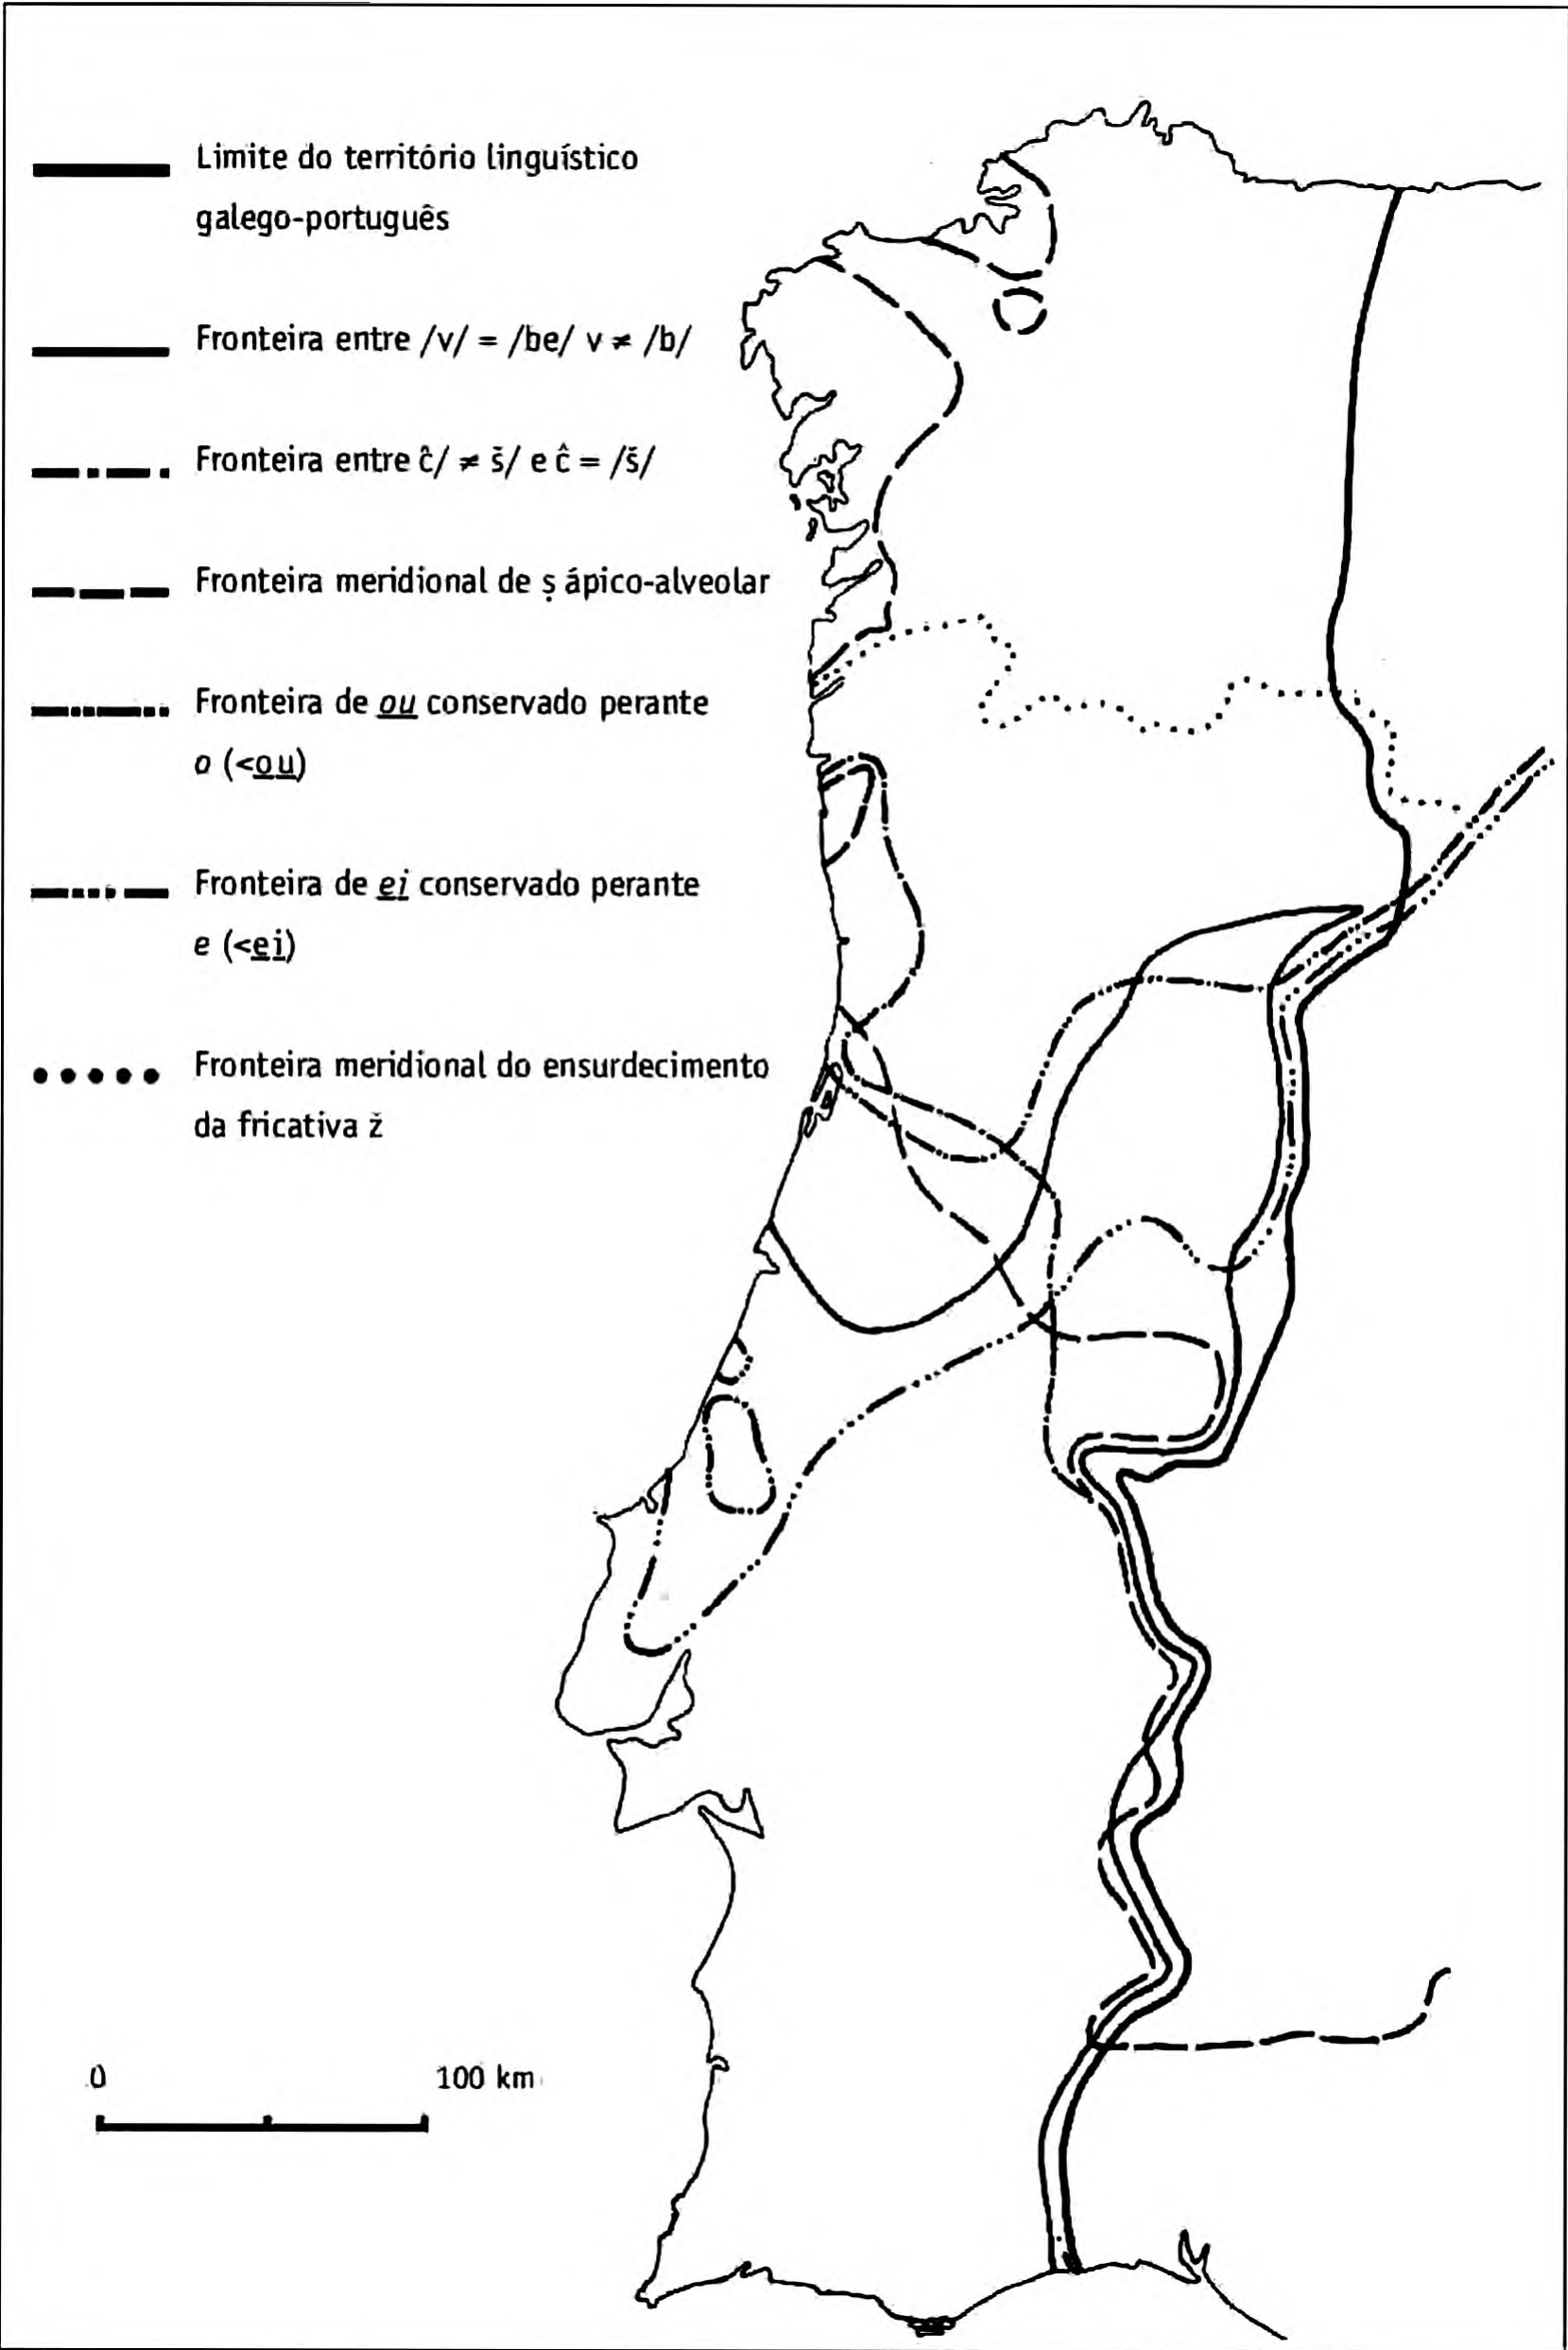 Limite do território linguístico
galego-português
Fronteira entre /v/ = /be/ v ≠ /b/
Fronteira entre ĉ/ ≠ š/ e ĉ = /š/
Fronteira meridional de ṣ ápico-alveolar
Fronteira de ou conservado perante
o (<ou)
Fronteira de ei conservado perante
e (<ei)
Fronteira meridional do ensurdecimento
da fricativa ž
0 100 km